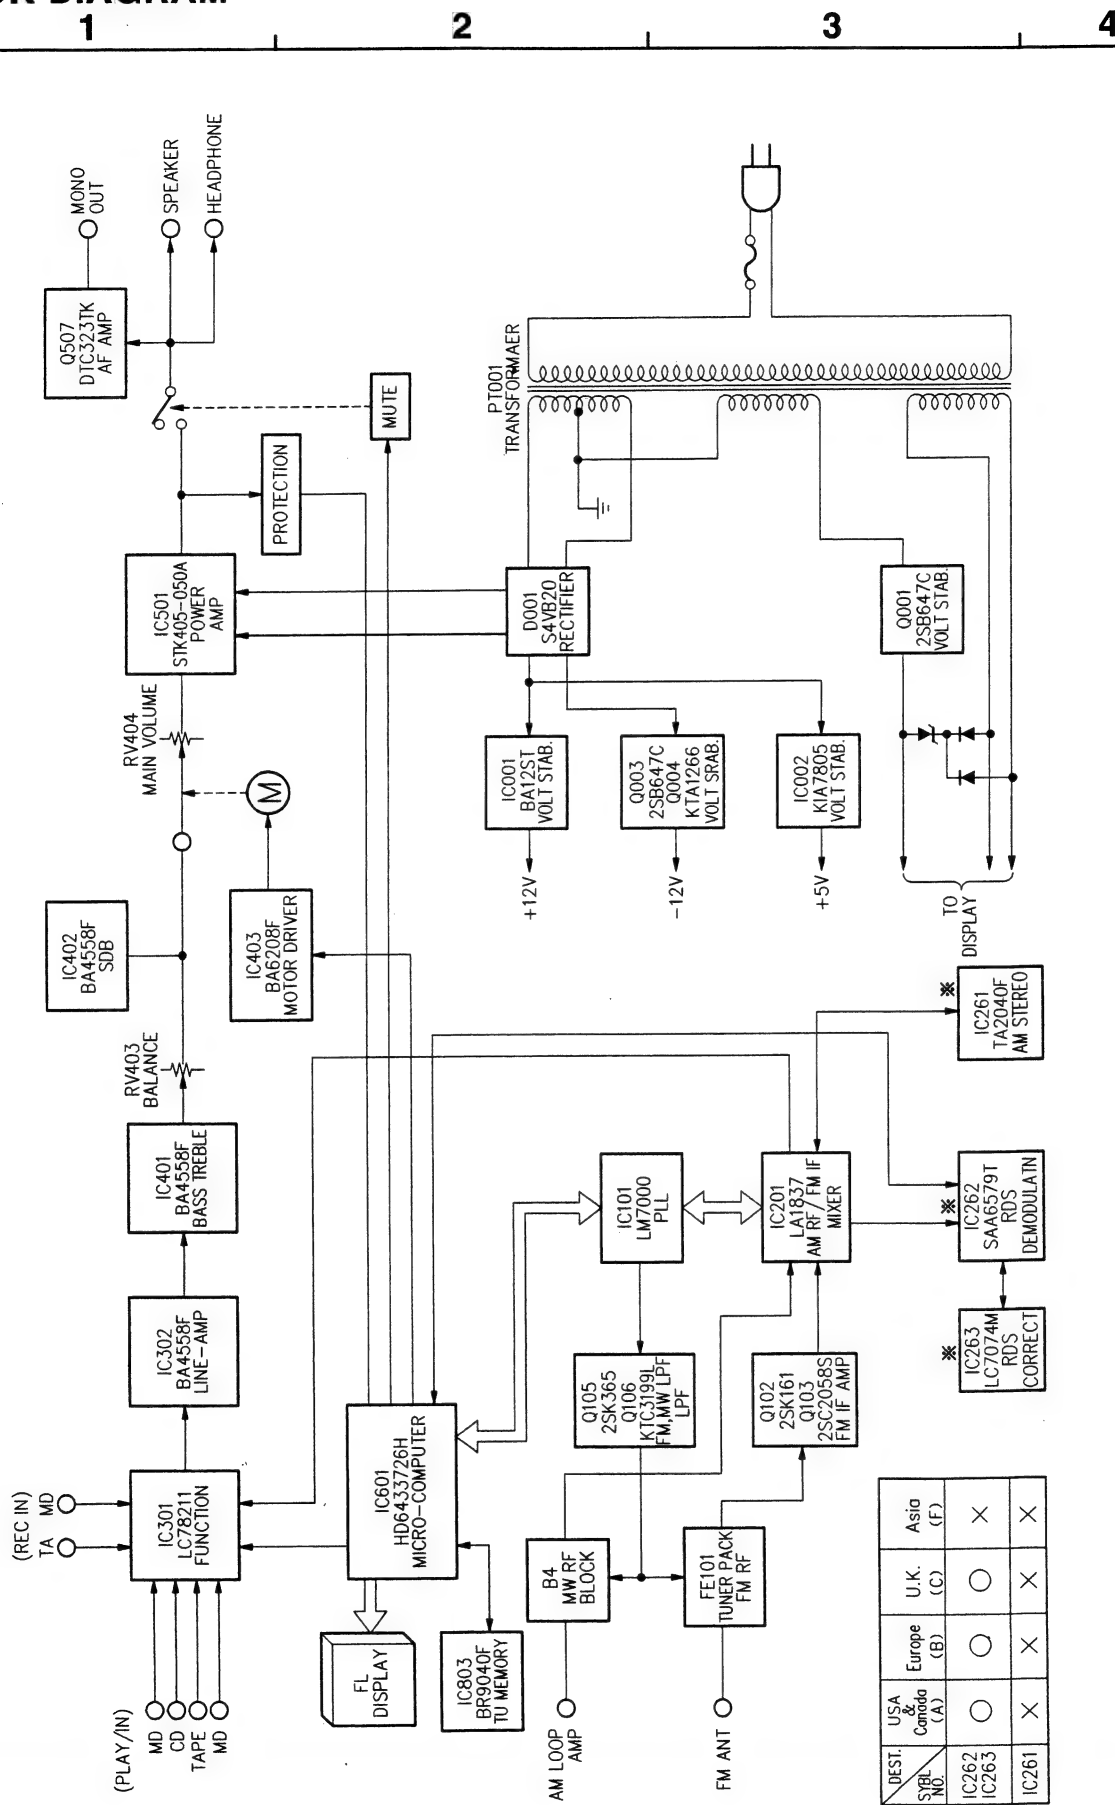 1
2
3
4
MONO
OUT
SPEAKER
HEADPHONE
Q507
DTC323TK
AF AMP
MUTE
PROTECTION
IC501
STK405-050A
POWER
AMP
RV404
MAIN VOLUME
M
IC402
BA4558F
SDB
IC403
BA6208F
MOTOR DRIVER
RV403
BALANCE
IC401
BA4558F
BASS TREBLE
IC302
BA4558F
LINE-AMP
(REC IN)
TA
MD
IC301
LC78211
FUNCTION
(PLAY/IN)
MD
CD
TAPE
MD
PT001
TRANSFORMAER
D001
S4VB20
RECTIFIER
Q001
2SB647C
VOLT STAB.
IC001
BA12ST
VOLT STAB.
Q003
2SB647C
Q004
KTA1266
VOLT SRAB.
IC002
KIA7805
VOLT STAB.
+12V
-12V
+5V
TO
DISPLAY
※
IC261
TA2040F
AM STEREO
IC101
LM7000
PLL
IC201
LA1837
AM RF/FM IF
MIXER
※
IC262
SAA6579T
RDS
DEMODULATN
※
IC263
LC7074M
RDS
CORRECT
Q105
2SK365
Q106
KTC3199L
FM,MW LPF
LPF
Q102
2SK161
Q103
2SC2058S
FM IF AMP
IC601
HD6433726H
MICRO-COMPUTER
FL
DISPLAY
IC803
BR9040F
TU MEMORY
B4
MW RF
BLOCK
FE101
TUNER PACK
FM RF
AM LOOP
AMP
FM ANT
DEST.
SYBL
NO.
USA
&
Canada
(A)
Europe
(B)
U.K.
(C)
Asia
(F)
IC262
IC263
○ ○ ○ ×
IC261
× × × ×